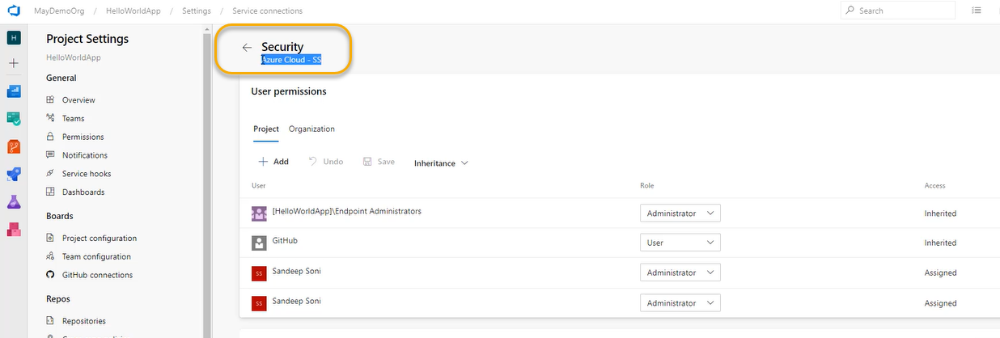 MayDemoOrg / HelloWorldApp / Settings / Service connections
Search
H
Project Settings
HelloWorldApp
General
Overview
Teams
Permissions
Notifications
Service hooks
Dashboards
Boards
Project configuration
Team configuration
GitHub connections
Repos
Repositories
Security
Azure Cloud - SS
User permissions
Project Organization
Add Undo Save Inheritance
User Role Access
[HelloWorldApp]\Endpoint Administrators Administrator Inherited
GitHub User Inherited
SS Sandeep Soni Administrator Assigned
SS Sandeep Soni Administrator Assigned